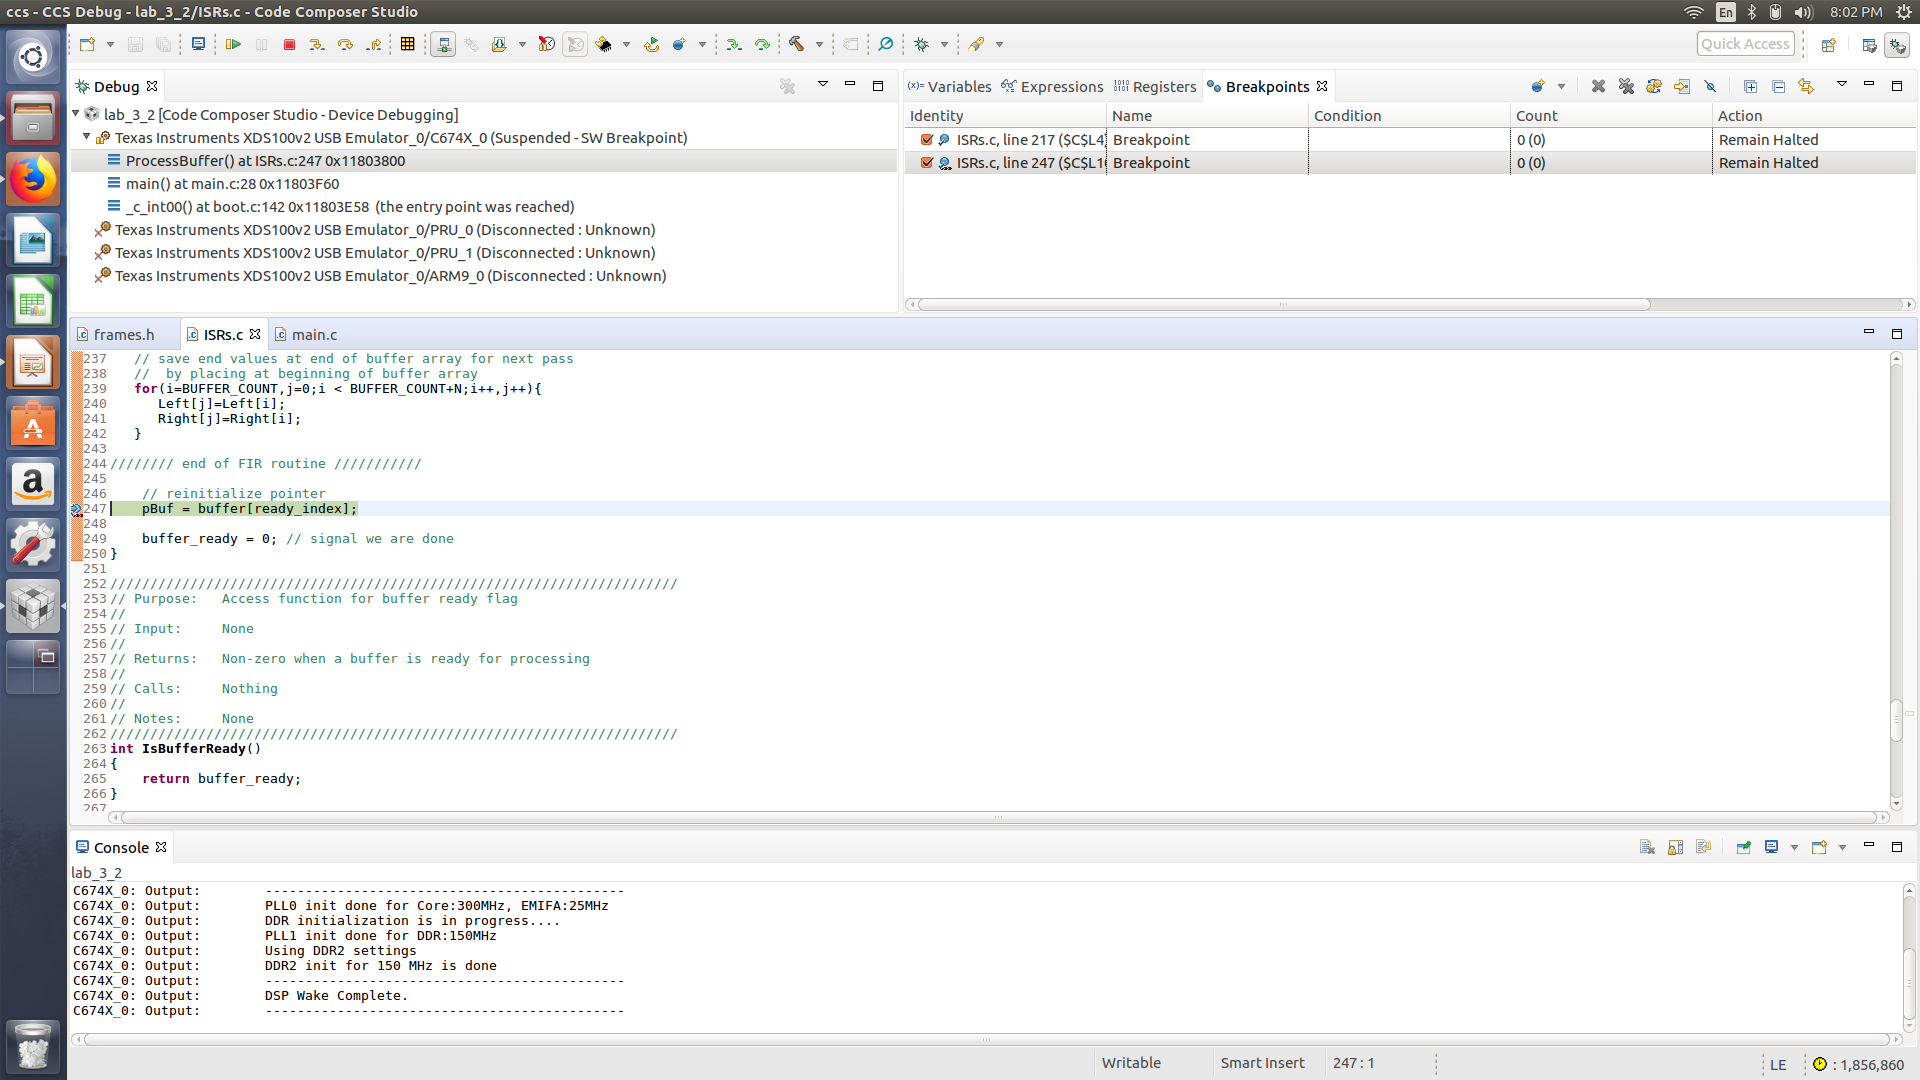 ccs - CCS Debug - lab_3_2/ISRs.c - Code Composer Studio
En
8:02 PM
Quick Access
Debug
lab_3_2 [Code Composer Studio - Device Debugging]
Texas Instruments XDS100v2 USB Emulator_0/C674X_0 (Suspended - SW Breakpoint)
ProcessBuffer() at ISRs.c:247 0x11803800
main() at main.c:28 0x11803F60
_c_int00() at boot.c:142 0x11803E58 (the entry point was reached)
Texas Instruments XDS100v2 USB Emulator_0/PRU_0 (Disconnected : Unknown)
Texas Instruments XDS100v2 USB Emulator_0/PRU_1 (Disconnected : Unknown)
Texas Instruments XDS100v2 USB Emulator_0/ARM9_0 (Disconnected : Unknown)
(x)= Variables Expressions 1010 0101 Registers Breakpoints
Identity Name Condition Count Action
ISRs.c, line 217 ($C$L4) Breakpoint 0 (0) Remain Halted
ISRs.c, line 247 ($C$L1 Breakpoint 0 (0) Remain Halted
frames.h ISRs.c main.c
237 // save end values at end of buffer array for next pass
238 // by placing at beginning of buffer array
239 for(i=BUFFER_COUNT,j=0;i < BUFFER_COUNT+N;i++,j++){
240 Left[j]=Left[i];
241 Right[j]=Right[i];
242 }
243
244 //////// end of FIR routine ///////////
245
246 // reinitialize pointer
247 pBuf = buffer[ready_index];
248
249 buffer_ready = 0; // signal we are done
250 }
251
252 ///////////////////////////////////////////////////////////////////////
253 // Purpose: Access function for buffer ready flag
254 //
255 // Input: None
256 //
257 // Returns: Non-zero when a buffer is ready for processing
258 //
259 // Calls: Nothing
260 //
261 // Notes: None
262 ///////////////////////////////////////////////////////////////////////
263 int IsBufferReady()
264 {
265 return buffer_ready;
266 }
267
Console
lab_3_2
C674X_0: Output: ---------------------------------------------
C674X_0: Output: PLL0 init done for Core:300MHz, EMIFA:25MHz
C674X_0: Output: DDR initialization is in progress....
C674X_0: Output: PLL1 init done for DDR:150MHz
C674X_0: Output: Using DDR2 settings
C674X_0: Output: DDR2 init for 150 MHz is done
C674X_0: Output: ---------------------------------------------
C674X_0: Output: DSP Wake Complete.
C674X_0: Output: ---------------------------------------------
Writable Smart Insert 247 : 1 LE : 1,856,860